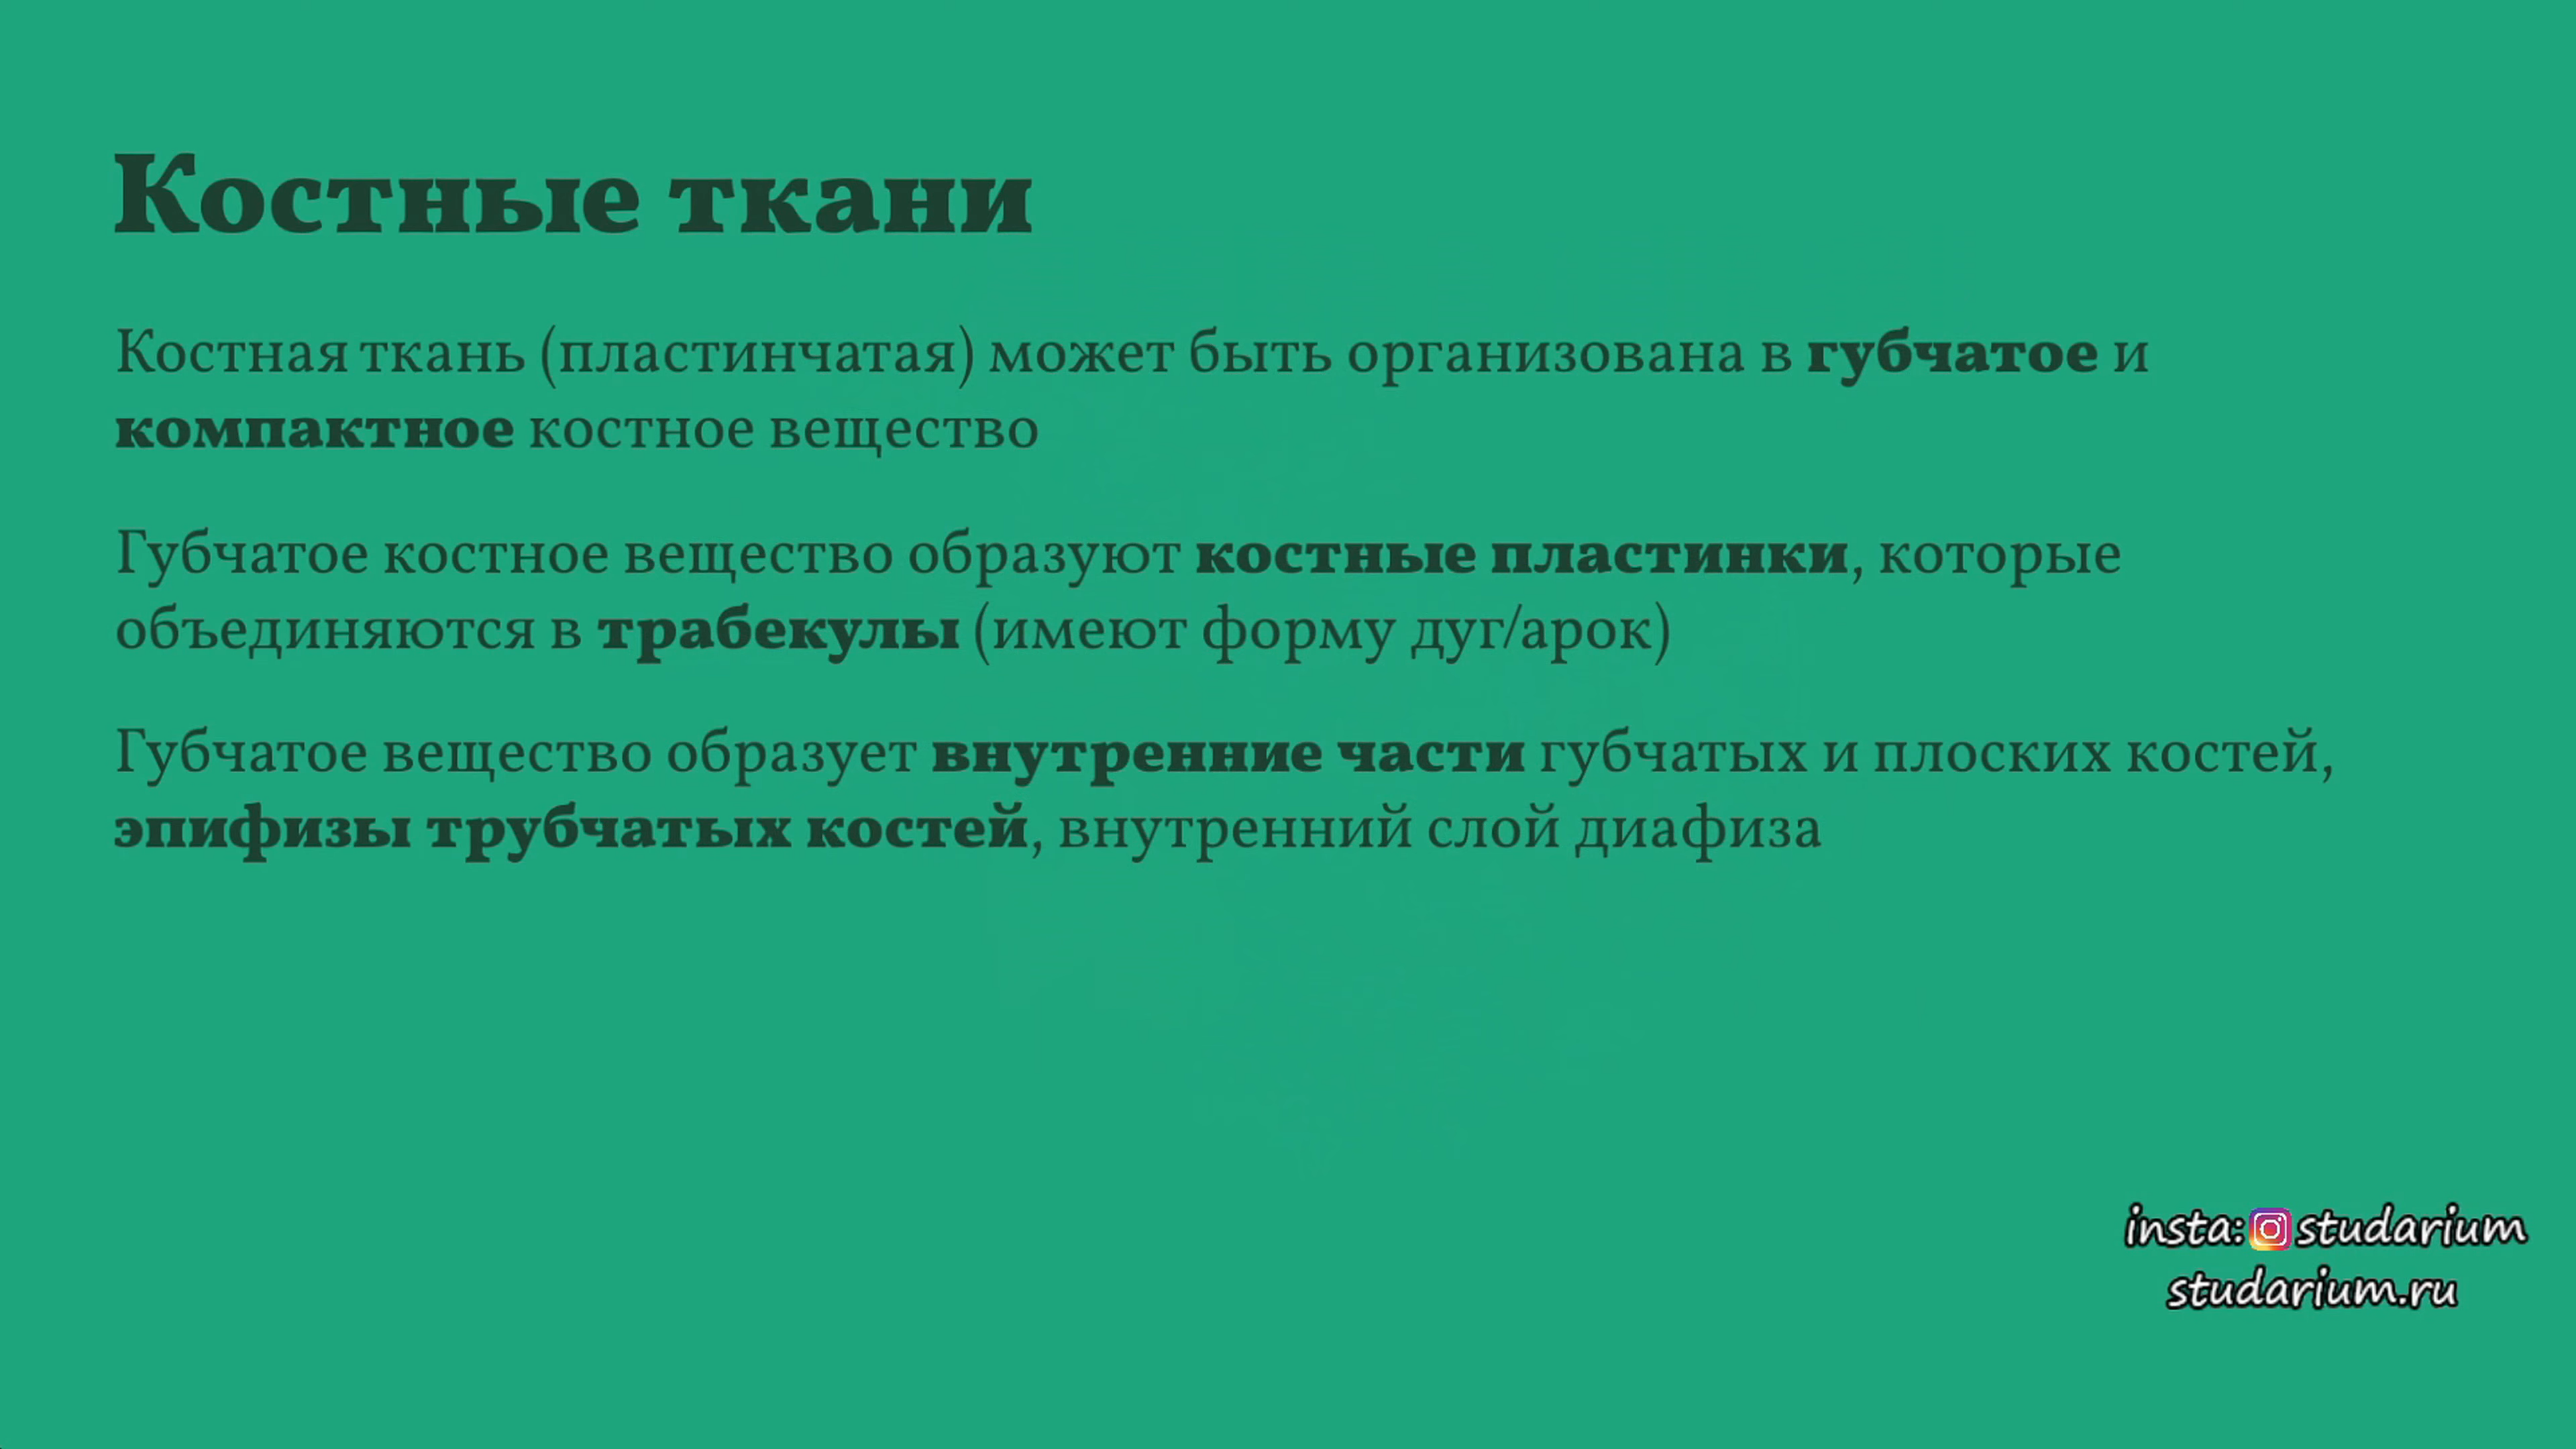 Костные ткани
Костная ткань (пластинчатая) может быть организована в губчатое и
компактное костное вещество
Губчатое костное вещество образуют костные пластинки, которые
объединяются в трабекулы (имеют форму дуг/арок)
Губчатое вещество образует внутренние части губчатых и плоских костей,
эпифизы трубчатых костей, внутренний слой диафиза
insta: studarium
studarium.ru